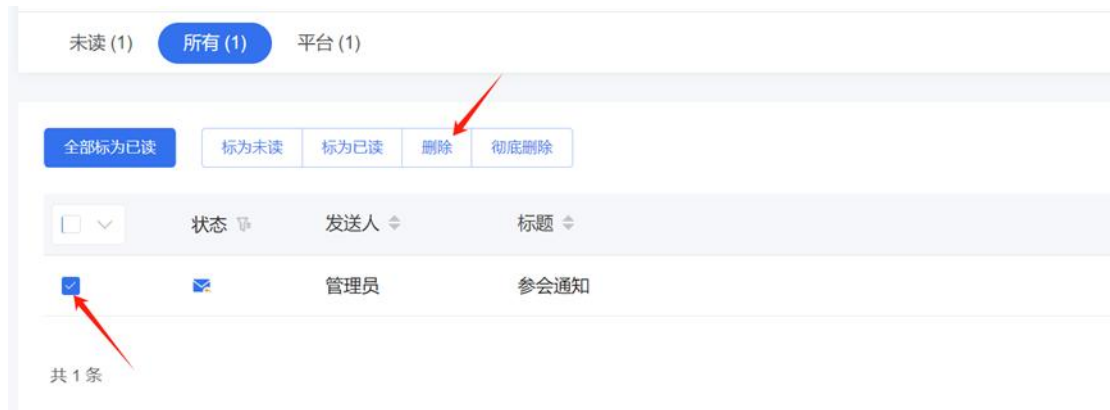 未读 (1) 所有 (1) 平台 (1)
全部标为已读 标为未读 标为已读 删除 彻底删除
状态 发送人 标题
管理员 参会通知
共 1 条